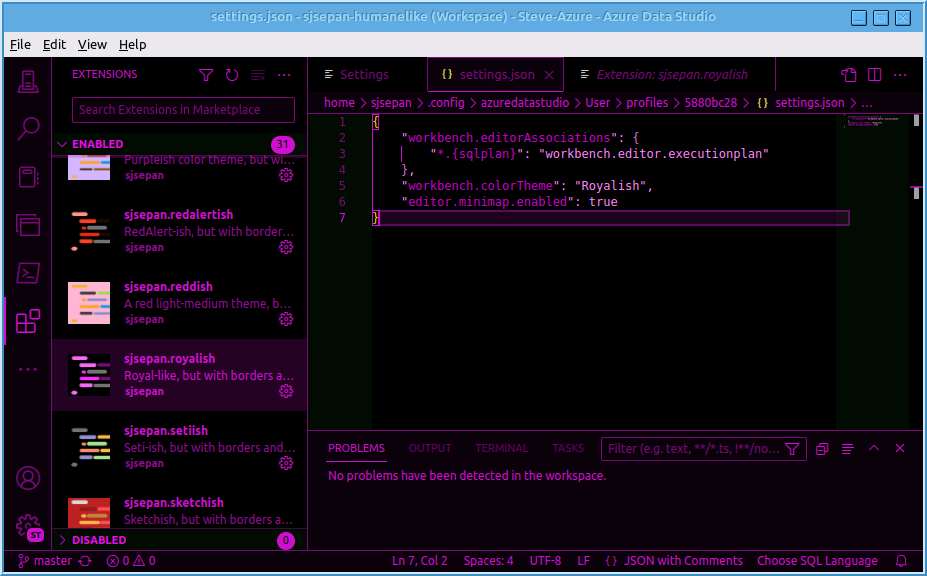 settings.json - sjsepan-humanelike (Workspace) - Steve-Azure - Azure Data Studio
File Edit View Help
EXTENSIONS
Search Extensions in Marketplace
ENABLED 31
Purpleish color theme, but wi...
sjsepan
sjsepan.redalertish
RedAlert-ish, but with border...
sjsepan
sjsepan.reddish
A red light-medium theme, b...
sjsepan
sjsepan.royalish
Royal-like, but with borders a...
sjsepan
sjsepan.setiish
Seti-ish, but with borders and...
sjsepan
sjsepan.sketchish
Sketchish, but with borders a...
DISABLED 0
ST
Settings
{} settings.json
Extension: sjsepan.royalish
home > sjsepan > .config > azuredatastudio > User > profiles > 5880bc28 > {} settings.json > ...
1 {
2 "workbench.editorAssociations": {
3 "*.{sqlplan}": "workbench.editor.executionplan"
4 },
5 "workbench.colorTheme": "Royalish",
6 "editor.minimap.enabled": true
7 }
PROBLEMS OUTPUT TERMINAL TASKS
Filter (e.g. text, **/*.ts, !**/no...
No problems have been detected in the workspace.
master 0 0 Ln 7, Col 2 Spaces: 4 UTF-8 LF {} JSON with Comments Choose SQL Language